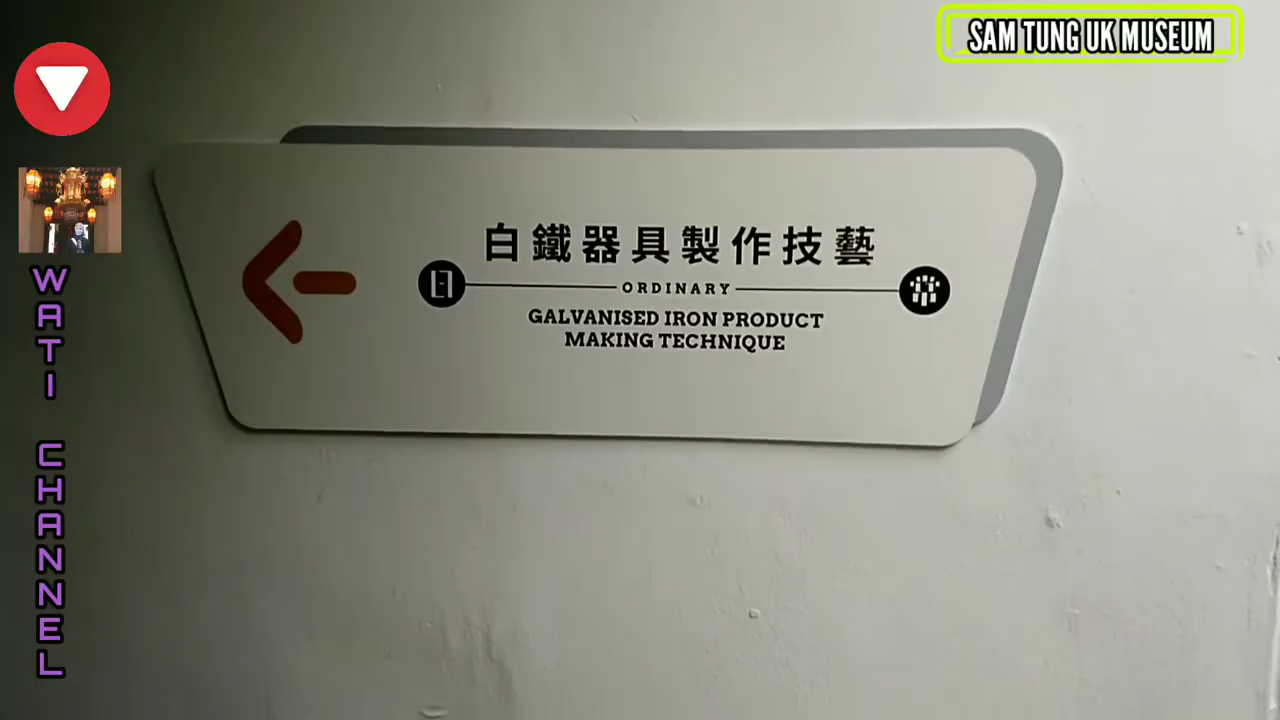 SAM TUNG UK MUSEUM
白鐵器具製作技藝
ORDINARY
GALVANISED IRON PRODUCT
MAKING TECHNIQUE
WATI CHANNEL